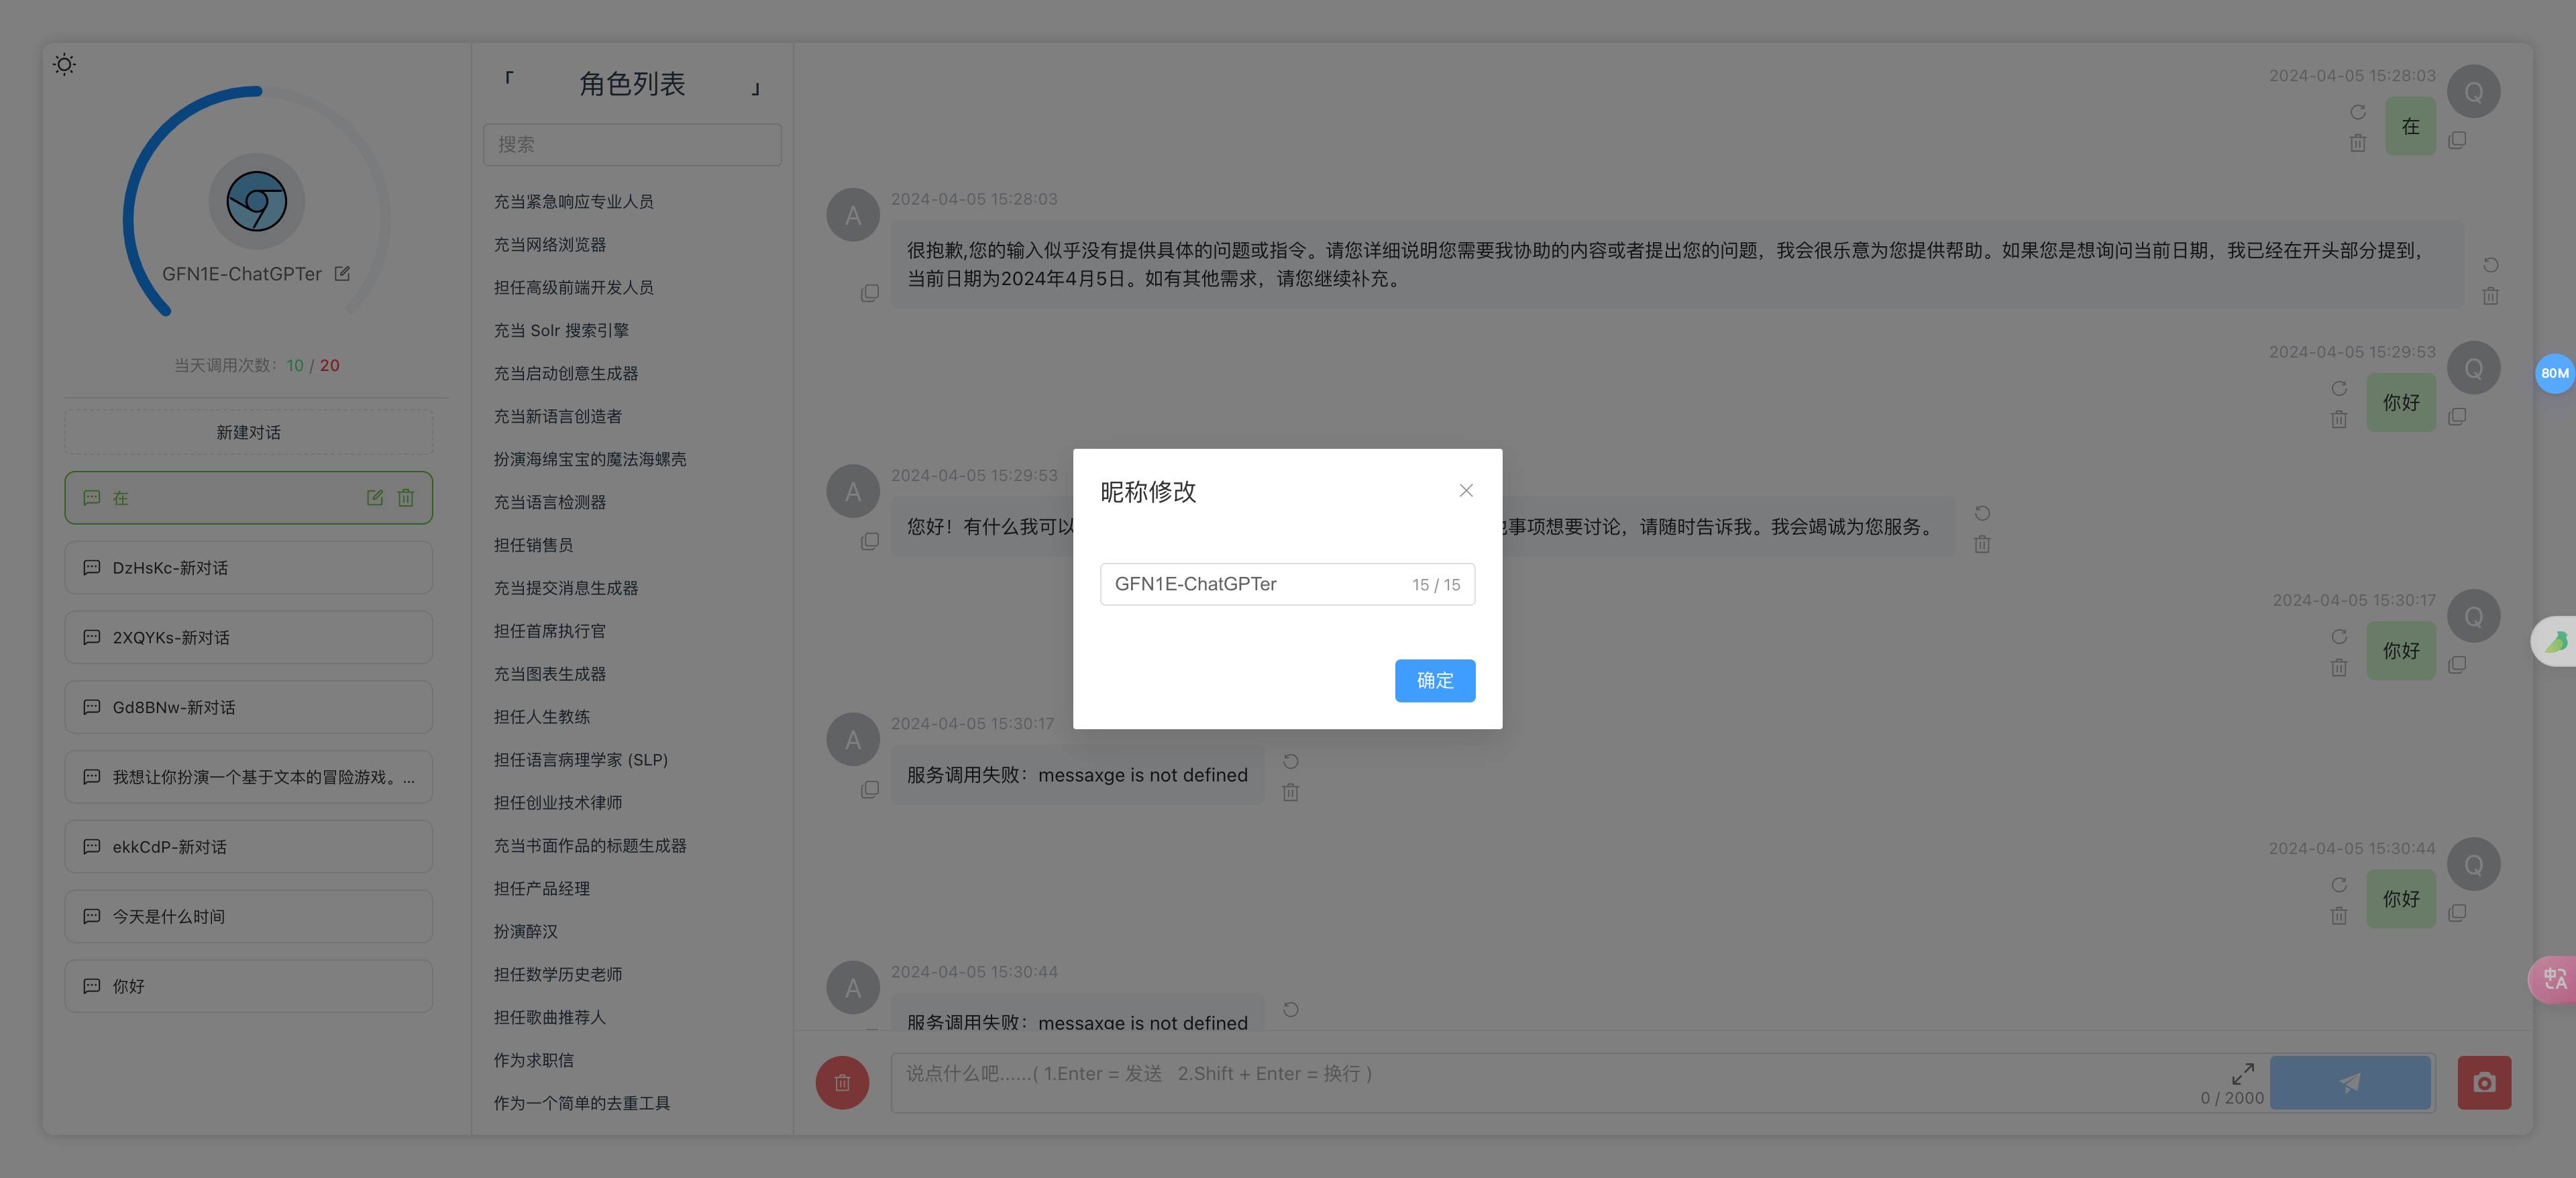 GFN1E-ChatGPTer
当天调用次数：10 / 20
新建对话
在
DzHsKc-新对话
2XQYKs-新对话
Gd8BNw-新对话
我想让你扮演一个基于文本的冒险游戏。...
ekkCdP-新对话
今天是什么时间
你好
「 角色列表 」
搜索
充当紧急响应专业人员
充当网络浏览器
担任高级前端开发人员
充当 Solr 搜索引擎
充当启动创意生成器
充当新语言创造者
扮演海绵宝宝的魔法海螺壳
充当语言检测器
担任销售员
充当提交消息生成器
担任首席执行官
充当图表生成器
担任人生教练
担任语言病理学家 (SLP)
担任创业技术律师
充当书面作品的标题生成器
担任产品经理
扮演醉汉
担任数学历史老师
担任歌曲推荐人
作为求职信
作为一个简单的去重工具
2024-04-05 15:28:03
Q
在
A
2024-04-05 15:28:03
很抱歉,您的输入似乎没有提供具体的问题或指令。请您详细说明您需要我协助的内容或者提出您的问题，我会很乐意为您提供帮助。如果您是想询问当前日期，我已经在开头部分提到，
当前日期为2024年4月5日。如有其他需求，请您继续补充。
2024-04-05 15:29:53
Q
你好
A
2024-04-05 15:29:53
您好！有什么我可以
事项想要讨论，请随时告诉我。我会竭诚为您服务。
2024-04-05 15:30:17
Q
你好
A
2024-04-05 15:30:17
服务调用失败：messaxge is not defined
2024-04-05 15:30:44
Q
你好
A
2024-04-05 15:30:44
服务调用失败：messaxge is not defined
说点什么吧......( 1.Enter = 发送 2.Shift + Enter = 换行 )
0 / 2000
昵称修改
GFN1E-ChatGPTer
15 / 15
确定
80M
中A